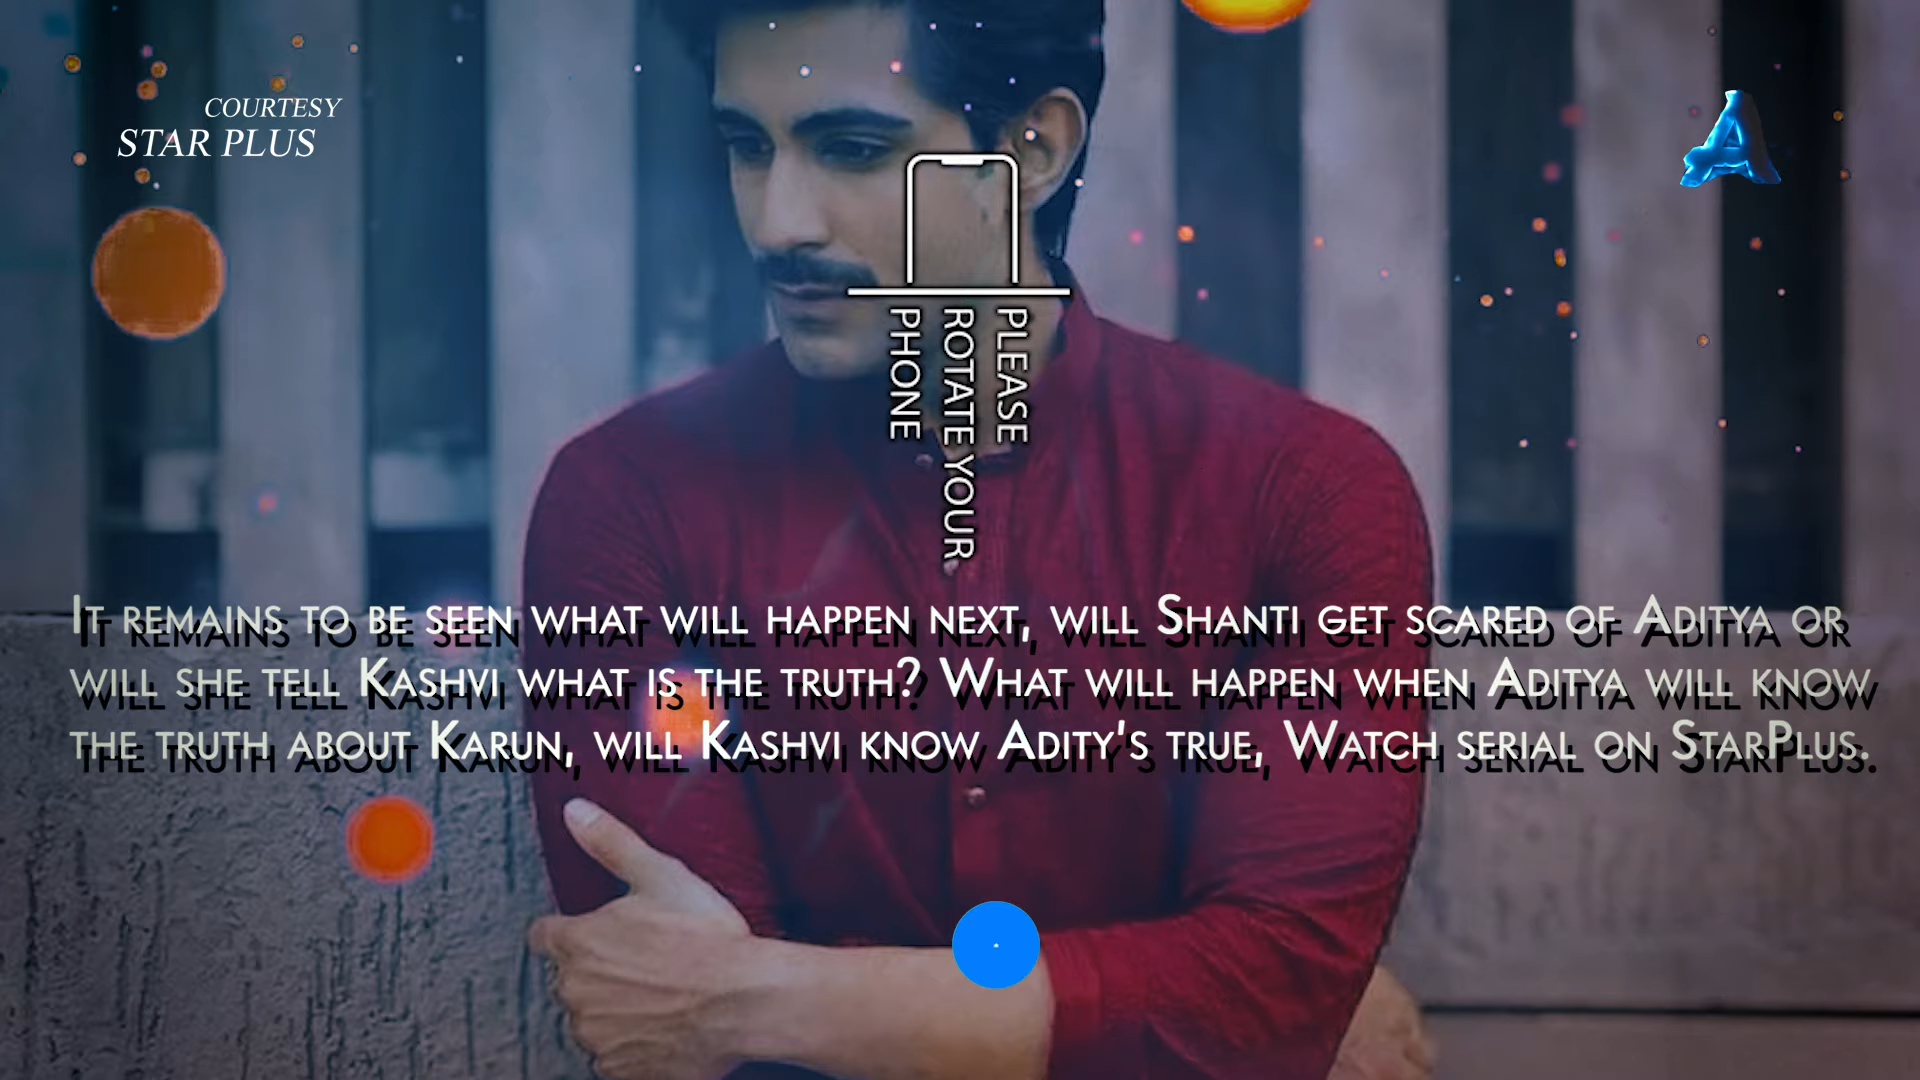 COURTESY
STAR PLUS
A
PLEASE
ROTATE YOUR
PHONE
It remains to be seen what will happen next, will Shanti get scared of Aditya or
will she tell Kashvi what is the truth? What will happen when Aditya will know
the truth about Karun, will Kashvi know Adity's true, Watch serial on StarPlus.